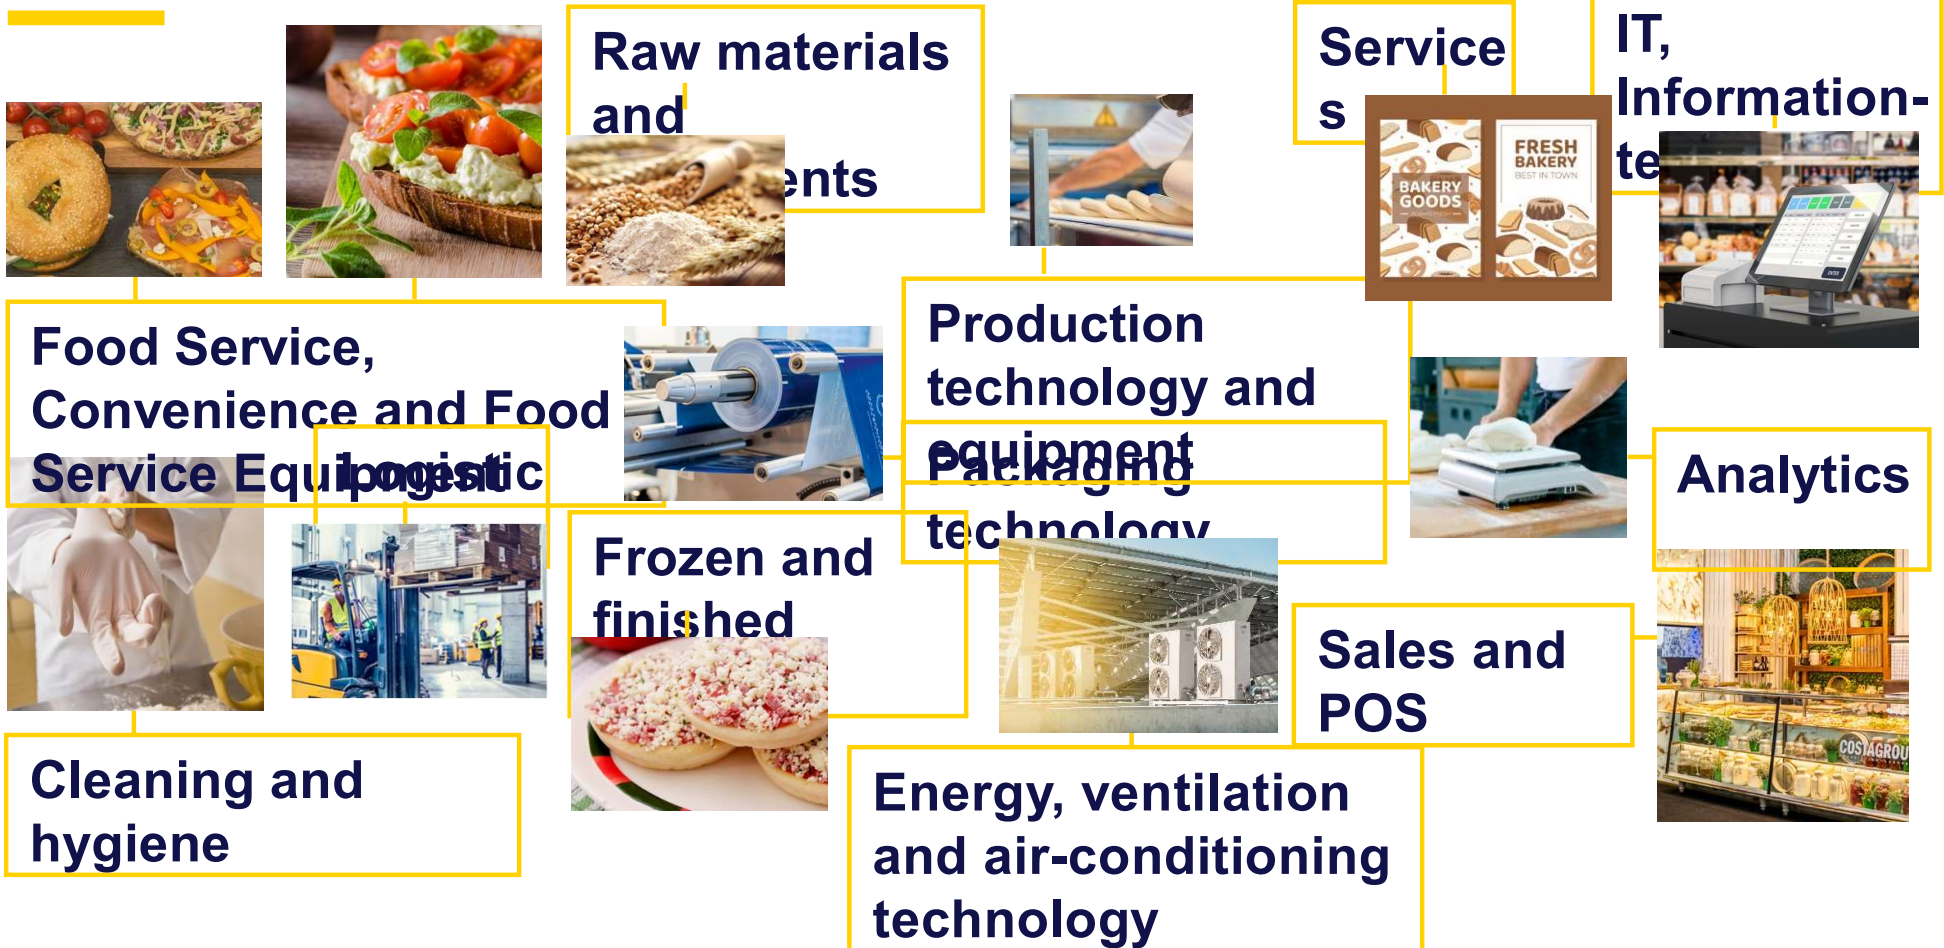 Raw materials
and
ents
Service
s
IT,
Information-
te
BAKERY
GOODS
FRESH
BAKERY
BEST IN TOWN
Food Service,
Convenience and Food
Service Equipment
Logistic
Production
technology and
equipment
Packaging
technology
Analytics
Frozen and
finished
Sales and
POS
COSTAGROU
Cleaning and
hygiene
Energy, ventilation
and air-conditioning
technology